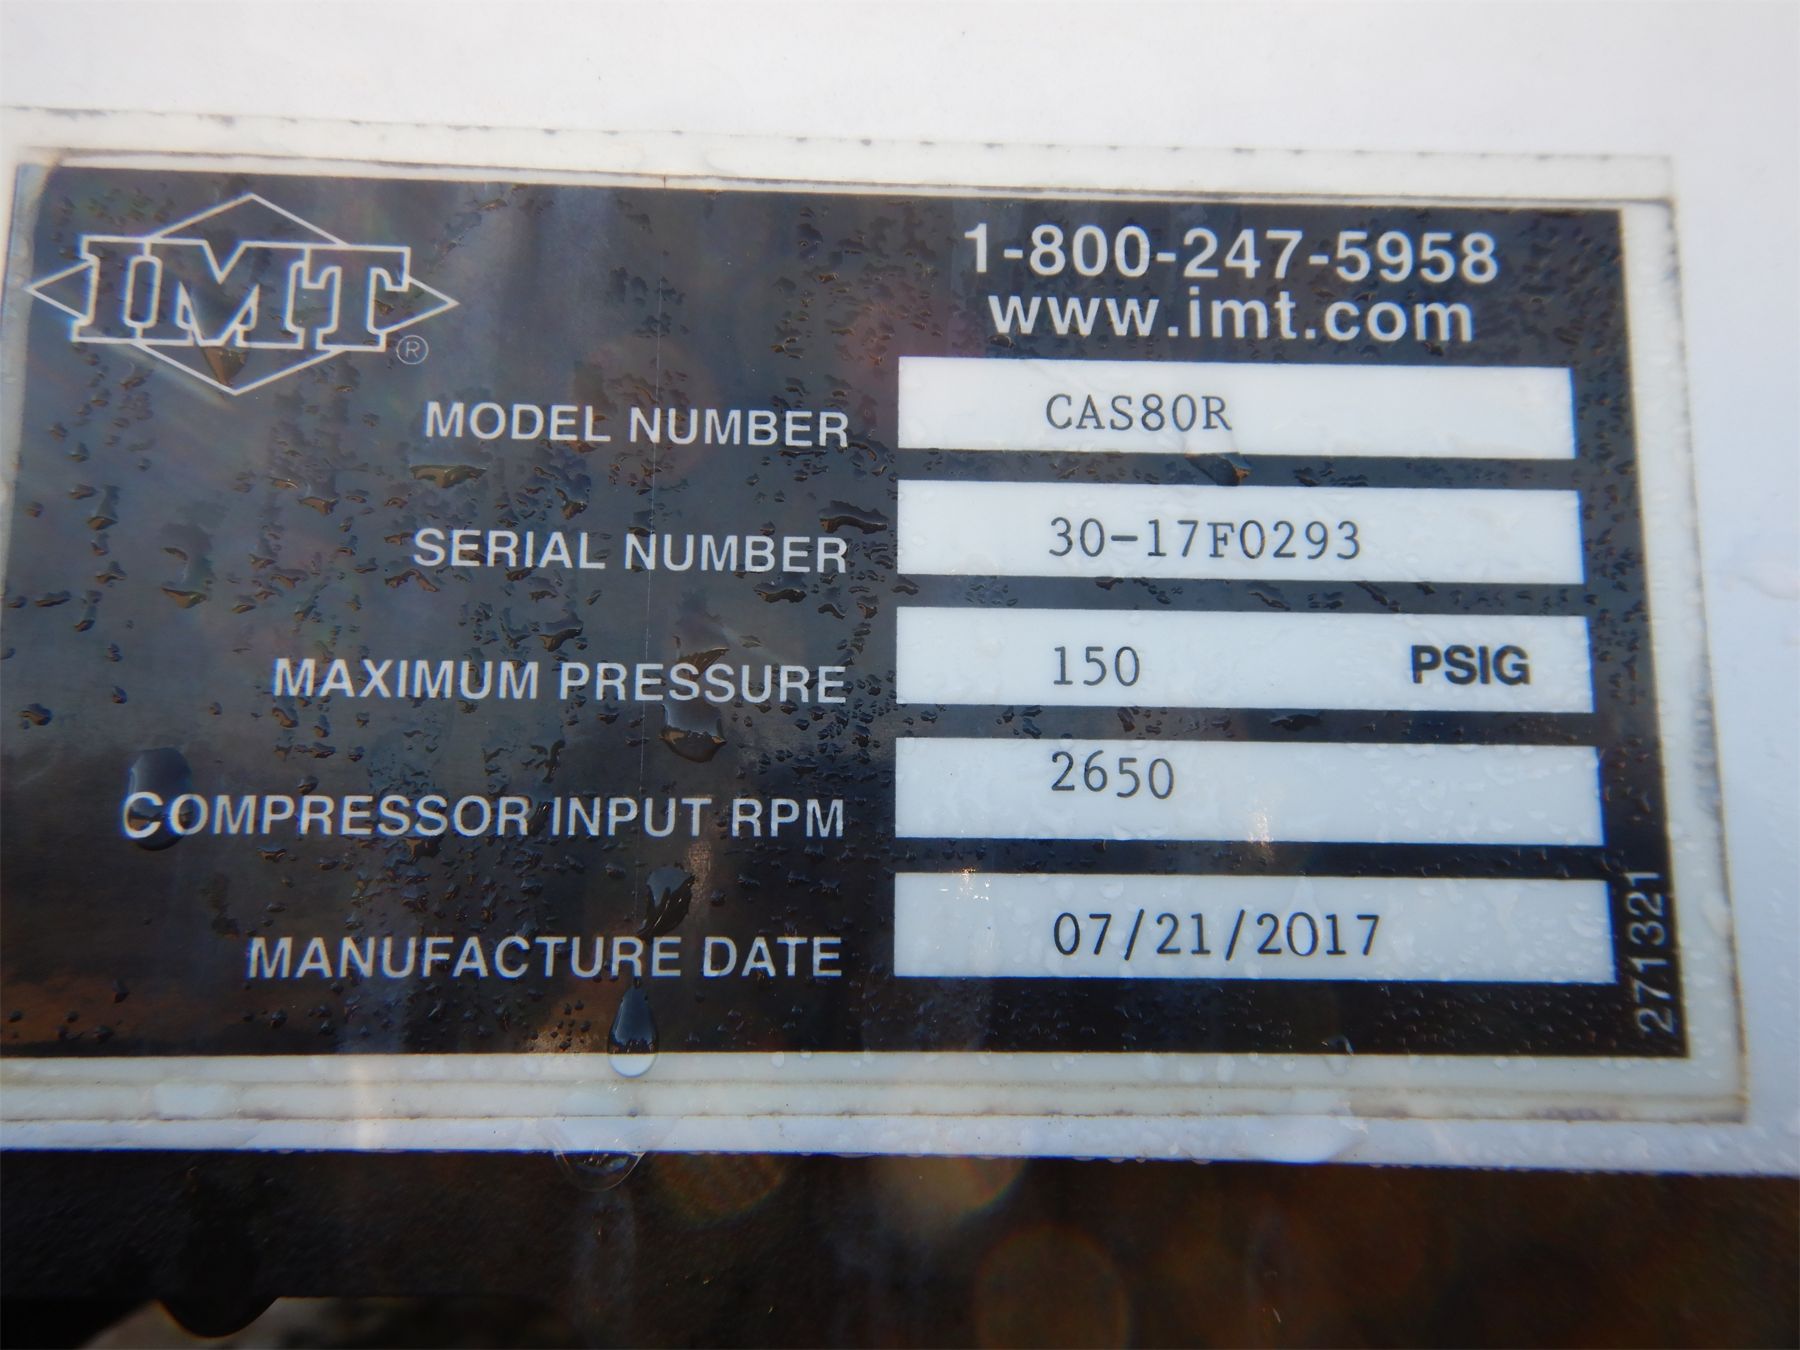 IMT®
1-800-247-5958
www.imt.com
MODEL NUMBER CAS80R
SERIAL NUMBER 30-17F0293
MAXIMUM PRESSURE 150 PSIG
COMPRESSOR INPUT RPM 2650
MANUFACTURE DATE 07/21/2017
271321